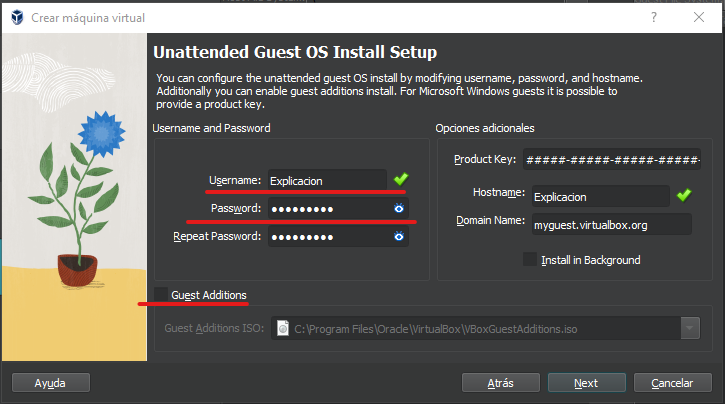 Crear máquina virtual
Unattended Guest OS Install Setup
You can configure the unattended guest OS install by modifying username, password, and hostname.
Additionally you can enable guest additions install. For Microsoft Windows guests it is possible to
provide a product key.
Username and Password
Username: Explicacion
Password: ●●●●●●●●●
Repeat Password: ●●●●●●●●●
Opciones adicionales
Product Key: #####-#####-#####-#####-
Hostname: Explicacion
Domain Name: myguest.virtualbox.org
Install in Background
Guest Additions
Guest Additions ISO: C:\Program Files\Oracle\VirtualBox\VBoxGuestAdditions.iso
Ayuda
Atrás
Next
Cancelar